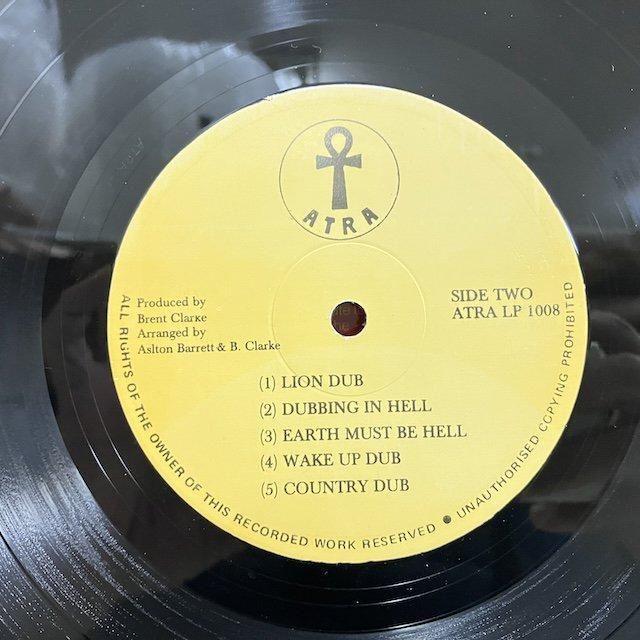 ATRA
Produced by
Brent Clarke
Arranged by
Aslton Barrett & B. Clarke
SIDE TWO
ATRA LP 1008
(1) LION DUB
(2) DUBBING IN HELL
(3) EARTH MUST BE HELL
(4) WAKE UP DUB
(5) COUNTRY DUB
ALL RIGHTS OF THE OWNER OF THIS RECORDED WORK RESERVED ● UNAUTHORISED COPYING PROHIBITED